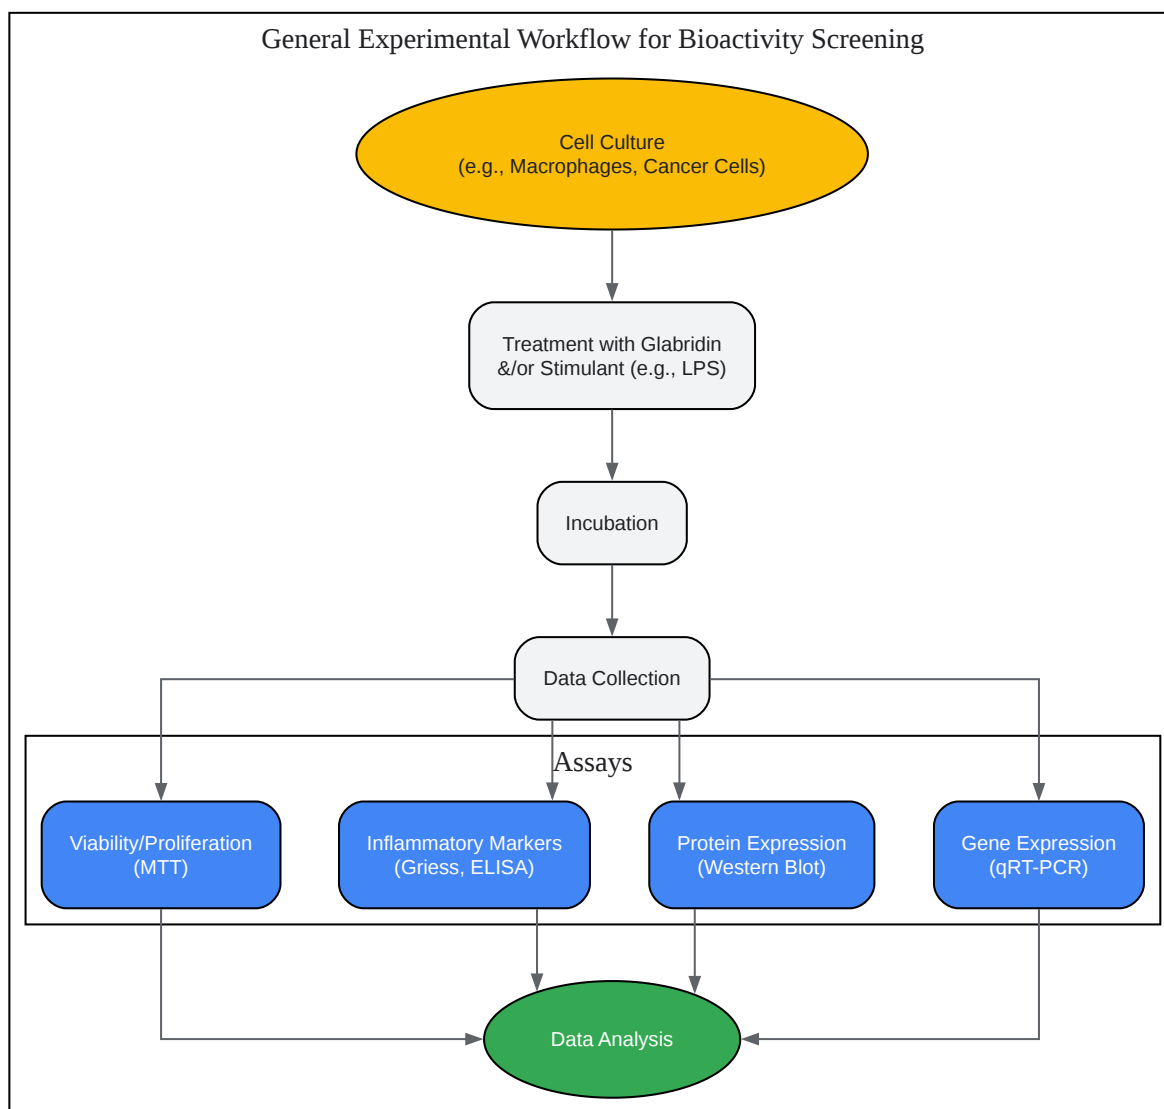 General Experimental Workflow for Bioactivity Screening
Cell Culture
(e.g., Macrophages, Cancer Cells)
Treatment with Glabridin
&/or Stimulant (e.g., LPS)
Incubation
Data Collection
Assays
Viability/Proliferation
(MTT)
Inflammatory Markers
(Griess, ELISA)
Protein Expression
(Western Blot)
Gene Expression
(qRT-PCR)
Data Analysis